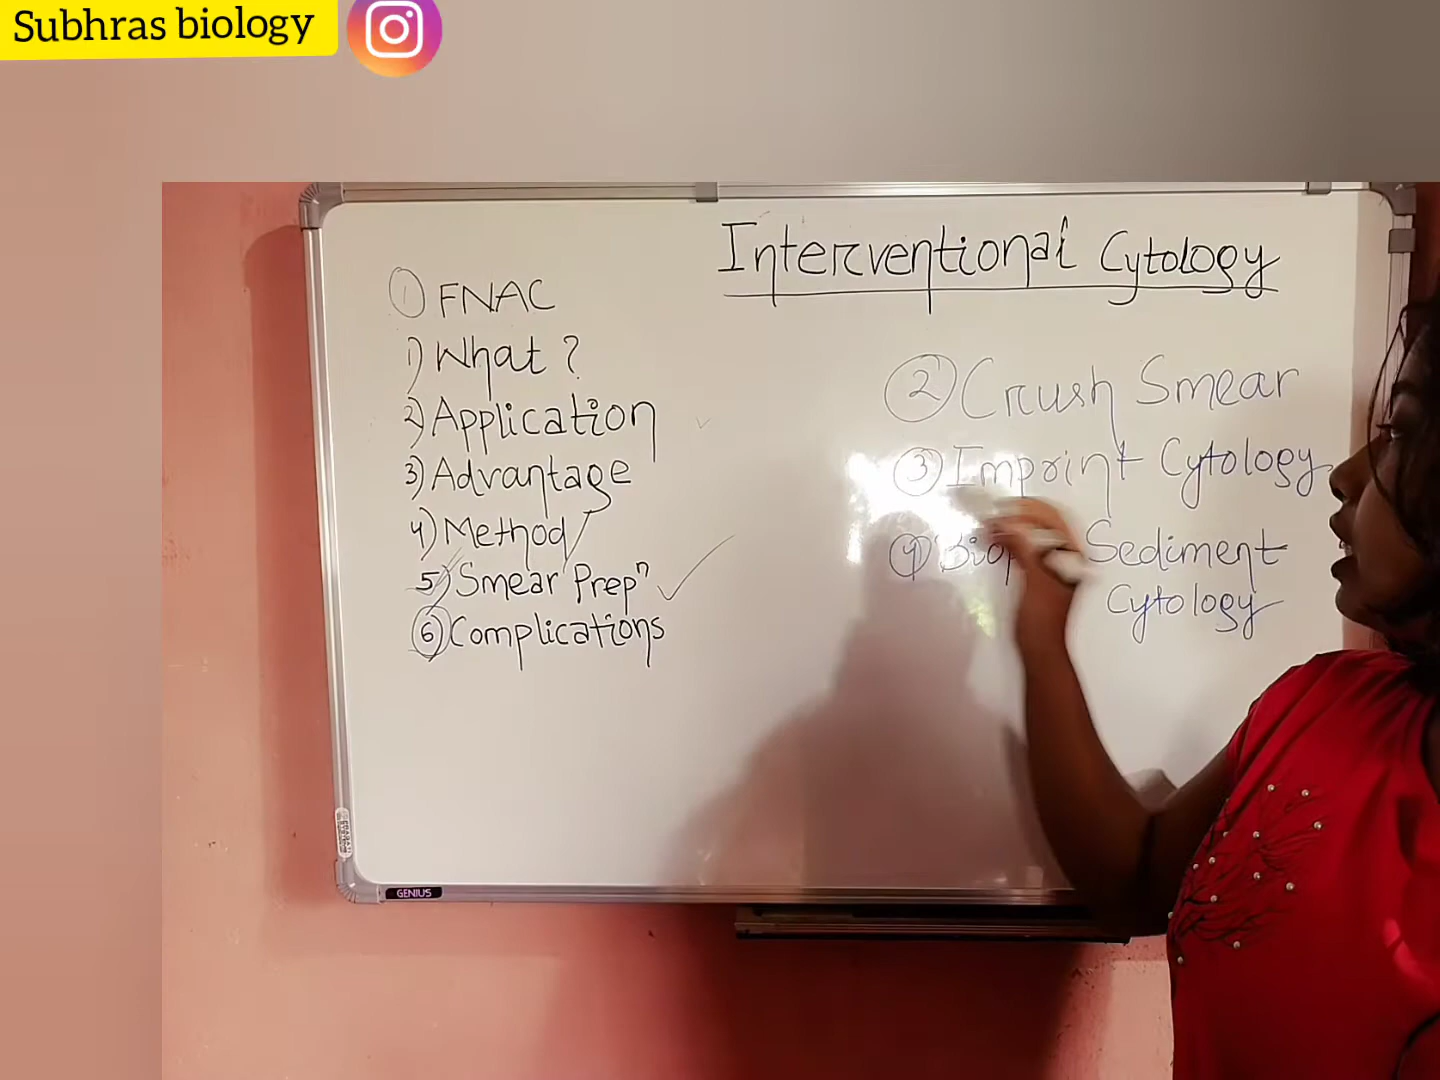 Subhras biology
Interventional Cytology
① FNAC
1) What ?
2) Application
3) Advantage
4) Method
5) Smear Prepⁿ
⑥ Complications
② Crush Smear
③ Imprint Cytology
④ Sediment
Cytology
GENIUS